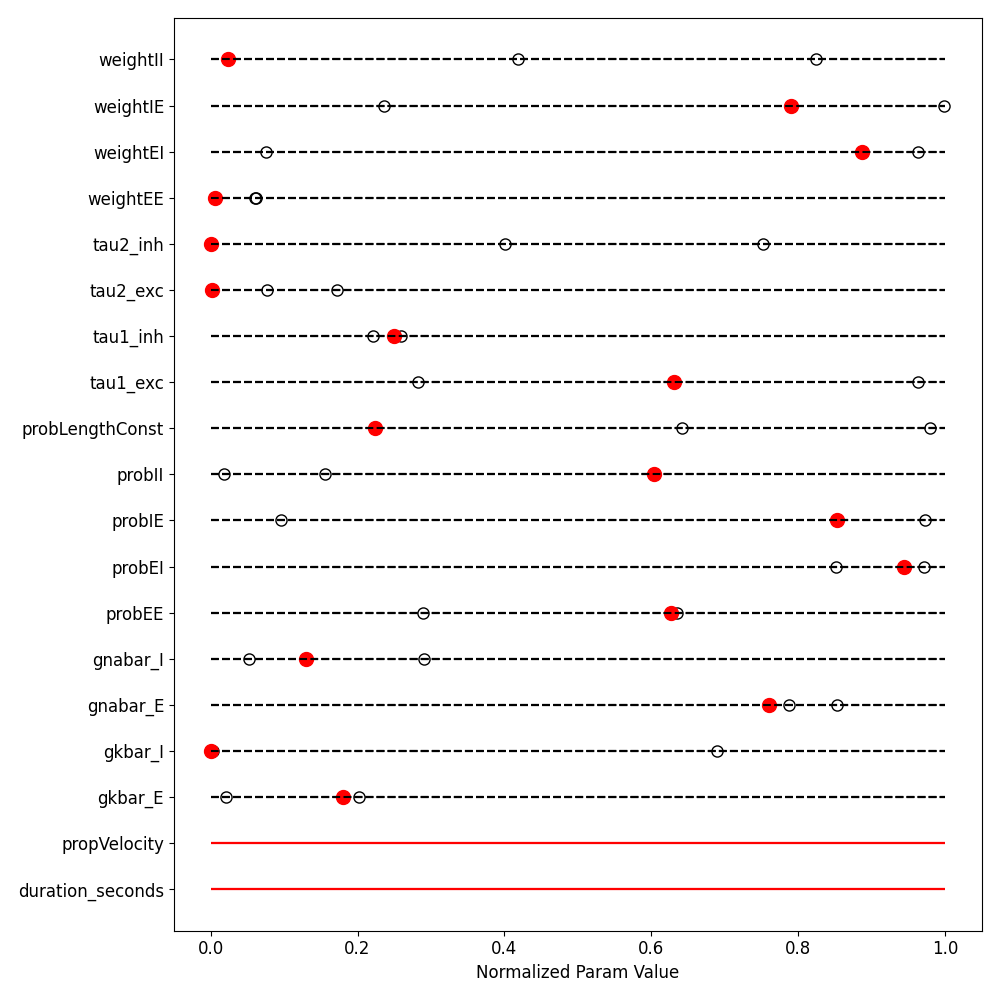 weightII
weightIE
weightEI
weightEE
tau2_inh
tau2_exc
tau1_inh
tau1_exc
probLengthConst
probII
probIE
probEI
probEE
gnabar_I
gnabar_E
gkbar_I
gkbar_E
propVelocity
duration_seconds
0.0 0.2 0.4 0.6 0.8 1.0
Normalized Param Value